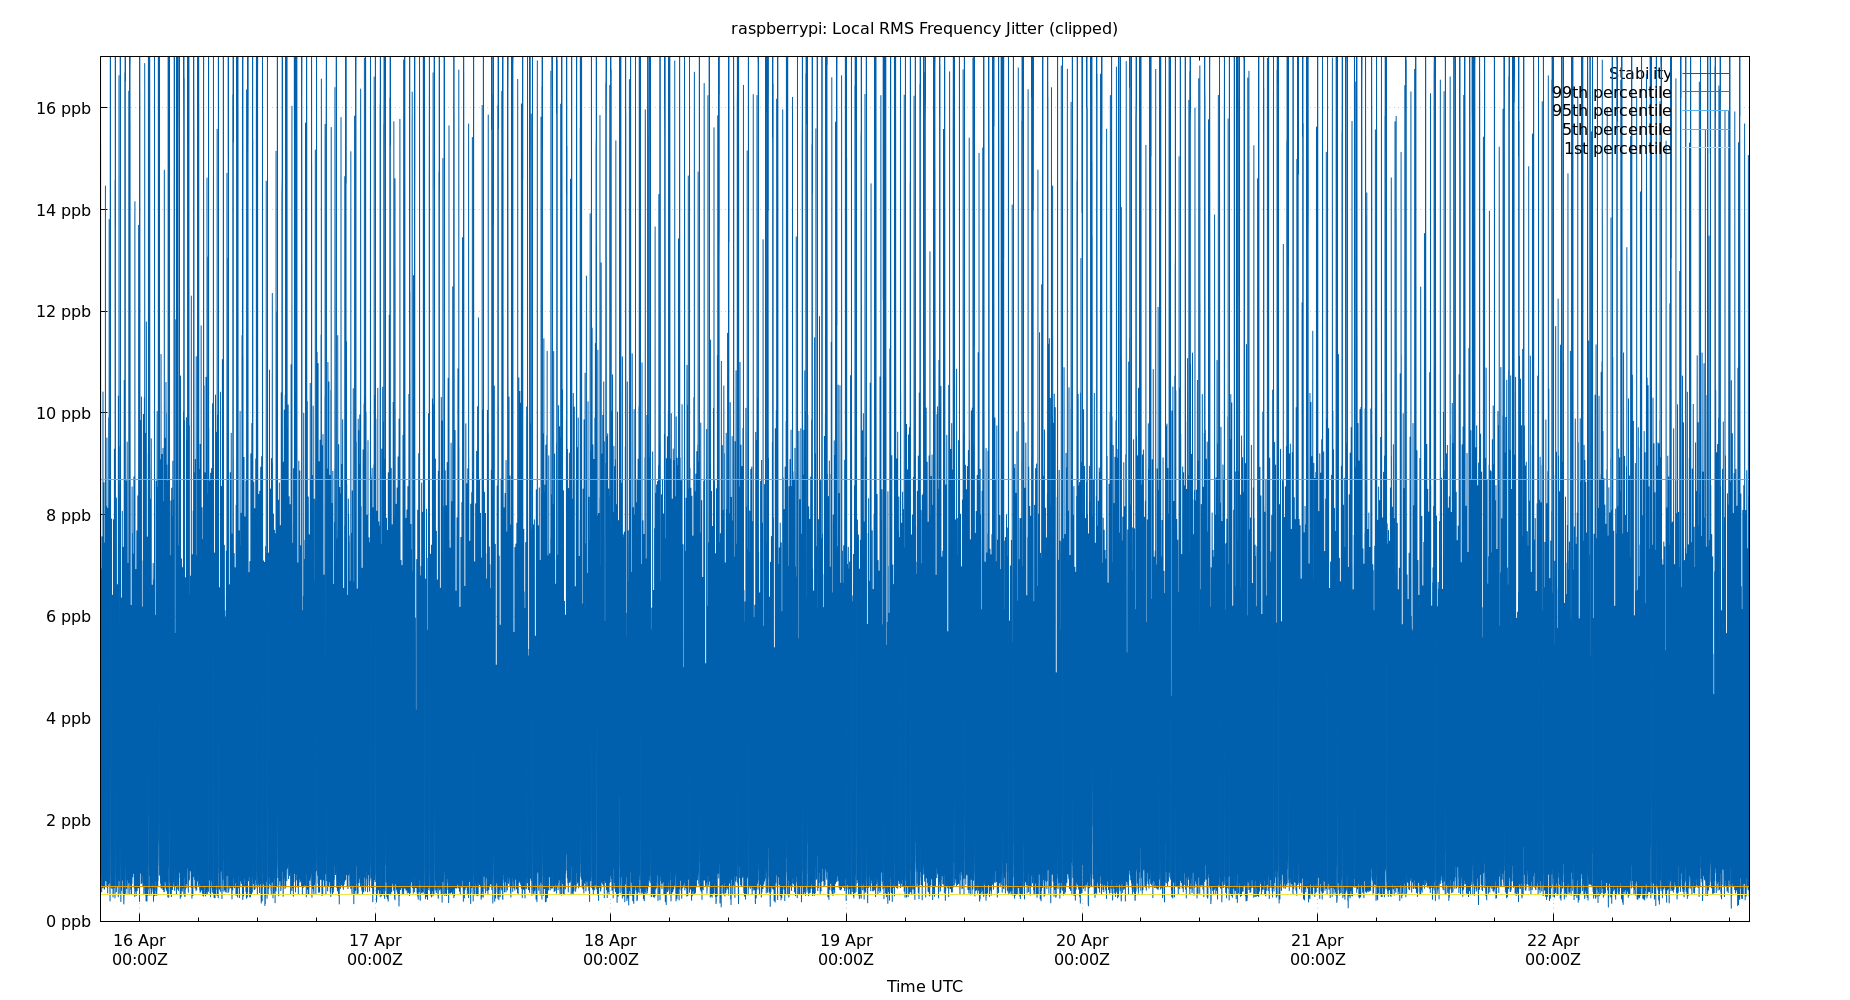 raspberrypi: Local RMS Frequency Jitter (clipped)
Stability
99th percentile
95th percentile
5th percentile
1st percentile
16 ppb
14 ppb
12 ppb
10 ppb
8 ppb
6 ppb
4 ppb
2 ppb
0 ppb
16 Apr 17 Apr 18 Apr 19 Apr 20 Apr 21 Apr 22 Apr
00:00Z 00:00Z 00:00Z 00:00Z 00:00Z 00:00Z 00:00Z
Time UTC